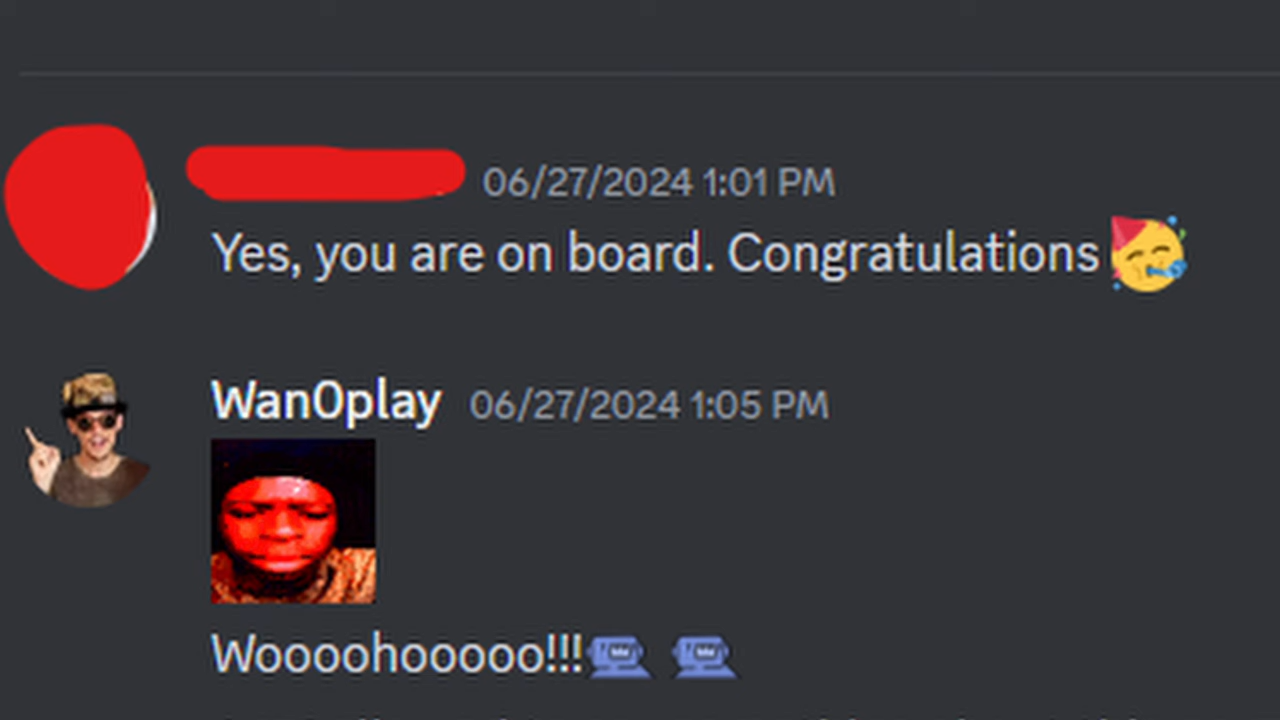 06/27/2024 1:01 PM
Yes, you are on board. Congratulations 🥳
WanOplay 06/27/2024 1:05 PM
Woooohooooo!!!